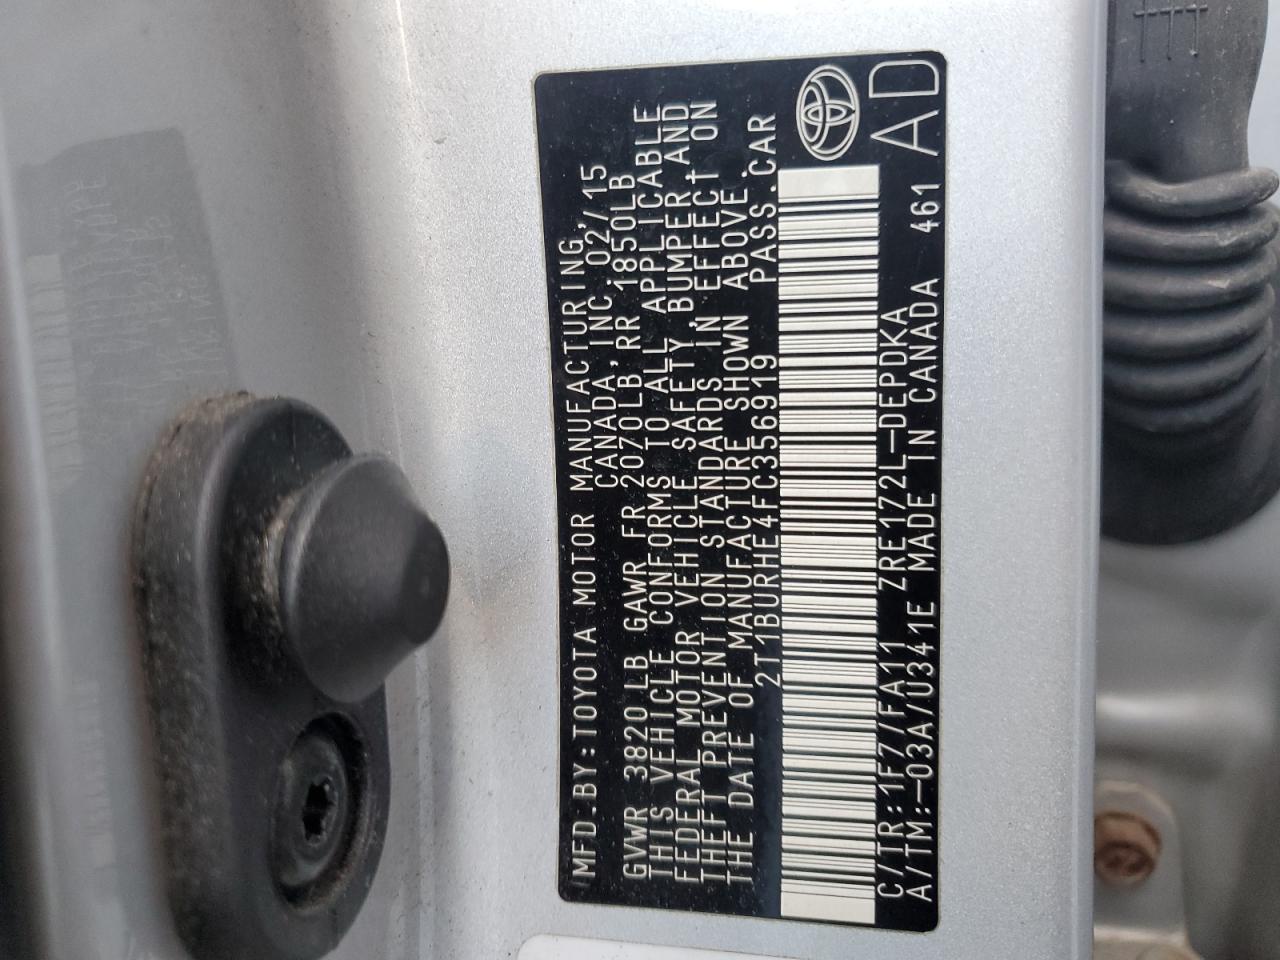 MFD.BY:TOYOTA MOTOR MANUFACTURING,
CANADA,INC. 02/15
GVWR 3820LB GAWR FR 2070LB, RR 1850LB
THIS VEHICLE CONFORMS TO ALL APPLICABLE
FEDERAL MOTOR VEHICLE SAFETY, BUMPER,AND
THEFT PREVENTION STANDARDS IN EFFECT ON
THE DATE OF MANUFACTURE SHOWN ABOVE.
2T1BURHE4FC356919 PASS.CAR
C/TR:1F7/FA11 ZRE172L-DEPDKA
A/TM:-03A/U341E MADE IN CANADA 461 AD